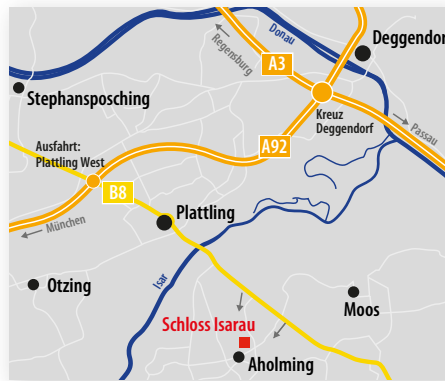 Donau
Deggendor
Regensburg
A3
Stephansposching
Kreuz
Deggendorf
Passau
Ausfahrt:
Plattling West
A92
B8
Plattling
München
Isar
Otzing
Moos
Schloss Isarau
Aholming